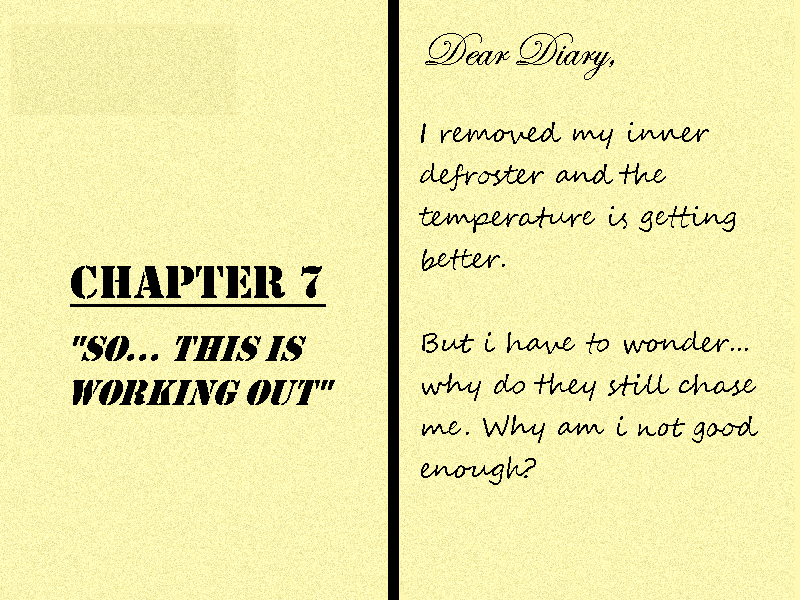 CHAPTER 7
"SO... THIS IS
WORKING OUT"
Dear Diary,
I removed my inner
defroster and the
temperature is getting
better.
But i have to wonder...
why do they still chase
me. Why am i not good
enough?